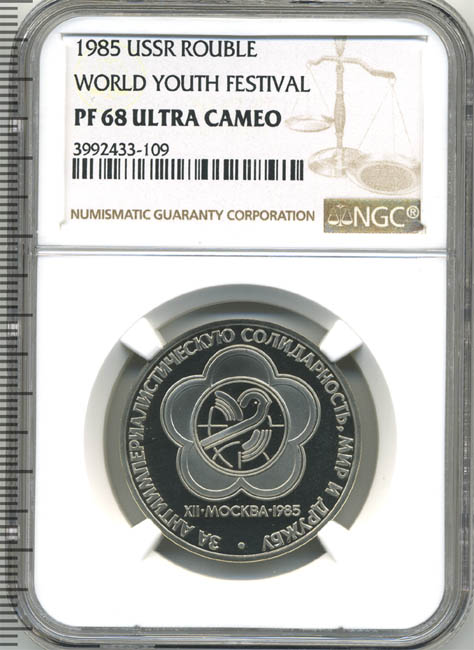 1985 USSR ROUBLE
WORLD YOUTH FESTIVAL
PF 68 ULTRA CAMEO
3992433-109
NUMISMATIC GUARANTY CORPORATION
NGC®
ЗА АНТИИМПЕРИАЛИСТИЧЕСКУЮ СОЛИДАРНОСТЬ, МИР И ДРУЖБУ
XII·МОСКВА·1985